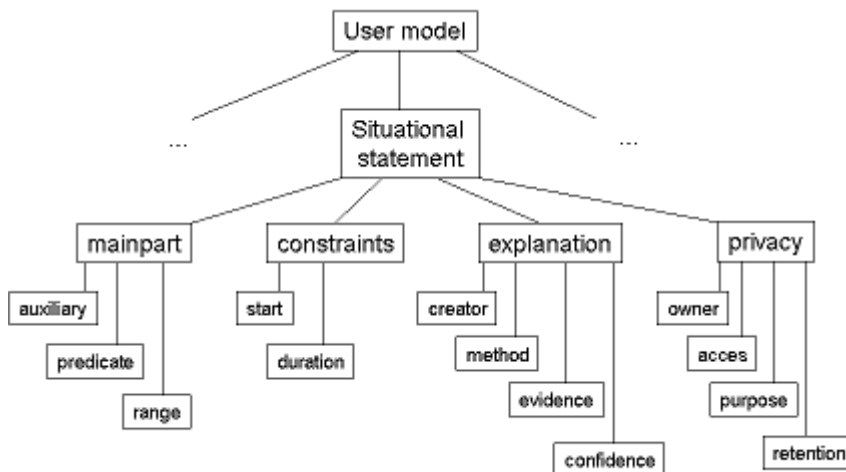 User model
...
...
Situational
statement
mainpart
constraints
explanation
privacy
auxiliary
start
creator
owner
predicate
duration
method
acces
range
evidence
purpose
confidence
retention